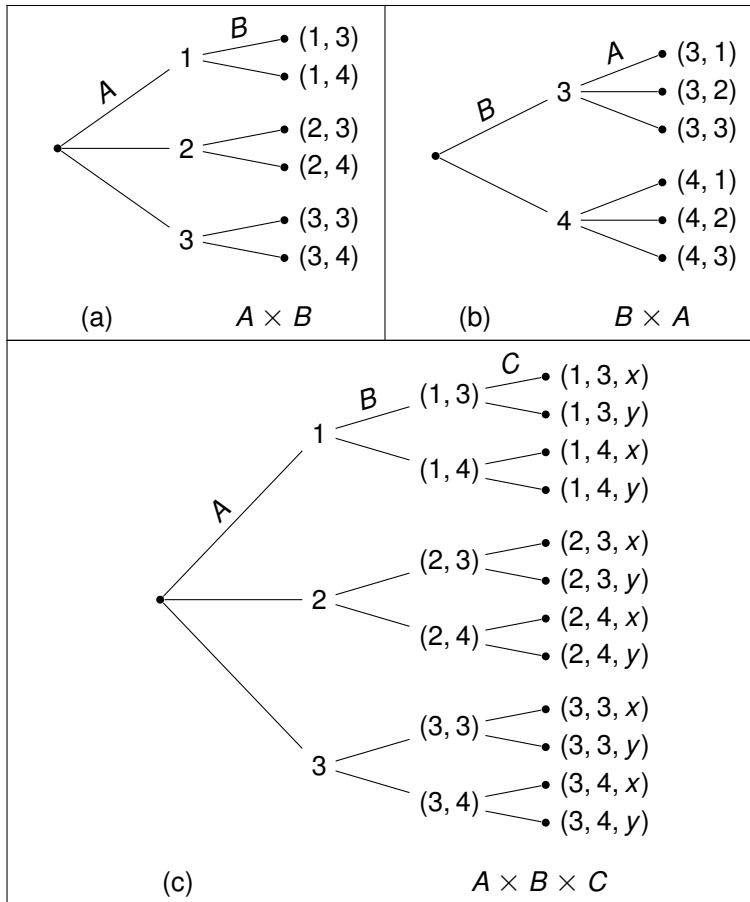 A
B
1
(1, 3)
(1, 4)
2
(2, 3)
(2, 4)
3
(3, 3)
(3, 4)
(a)
A × B
B
A
3
(3, 1)
(3, 2)
(3, 3)
4
(4, 1)
(4, 2)
(4, 3)
(b)
B × A
A
B
C
1
(1, 3)
(1, 3, x)
(1, 3, y)
(1, 4)
(1, 4, x)
(1, 4, y)
2
(2, 3)
(2, 3, x)
(2, 3, y)
(2, 4)
(2, 4, x)
(2, 4, y)
3
(3, 3)
(3, 3, x)
(3, 3, y)
(3, 4)
(3, 4, x)
(3, 4, y)
(c)
A × B × C